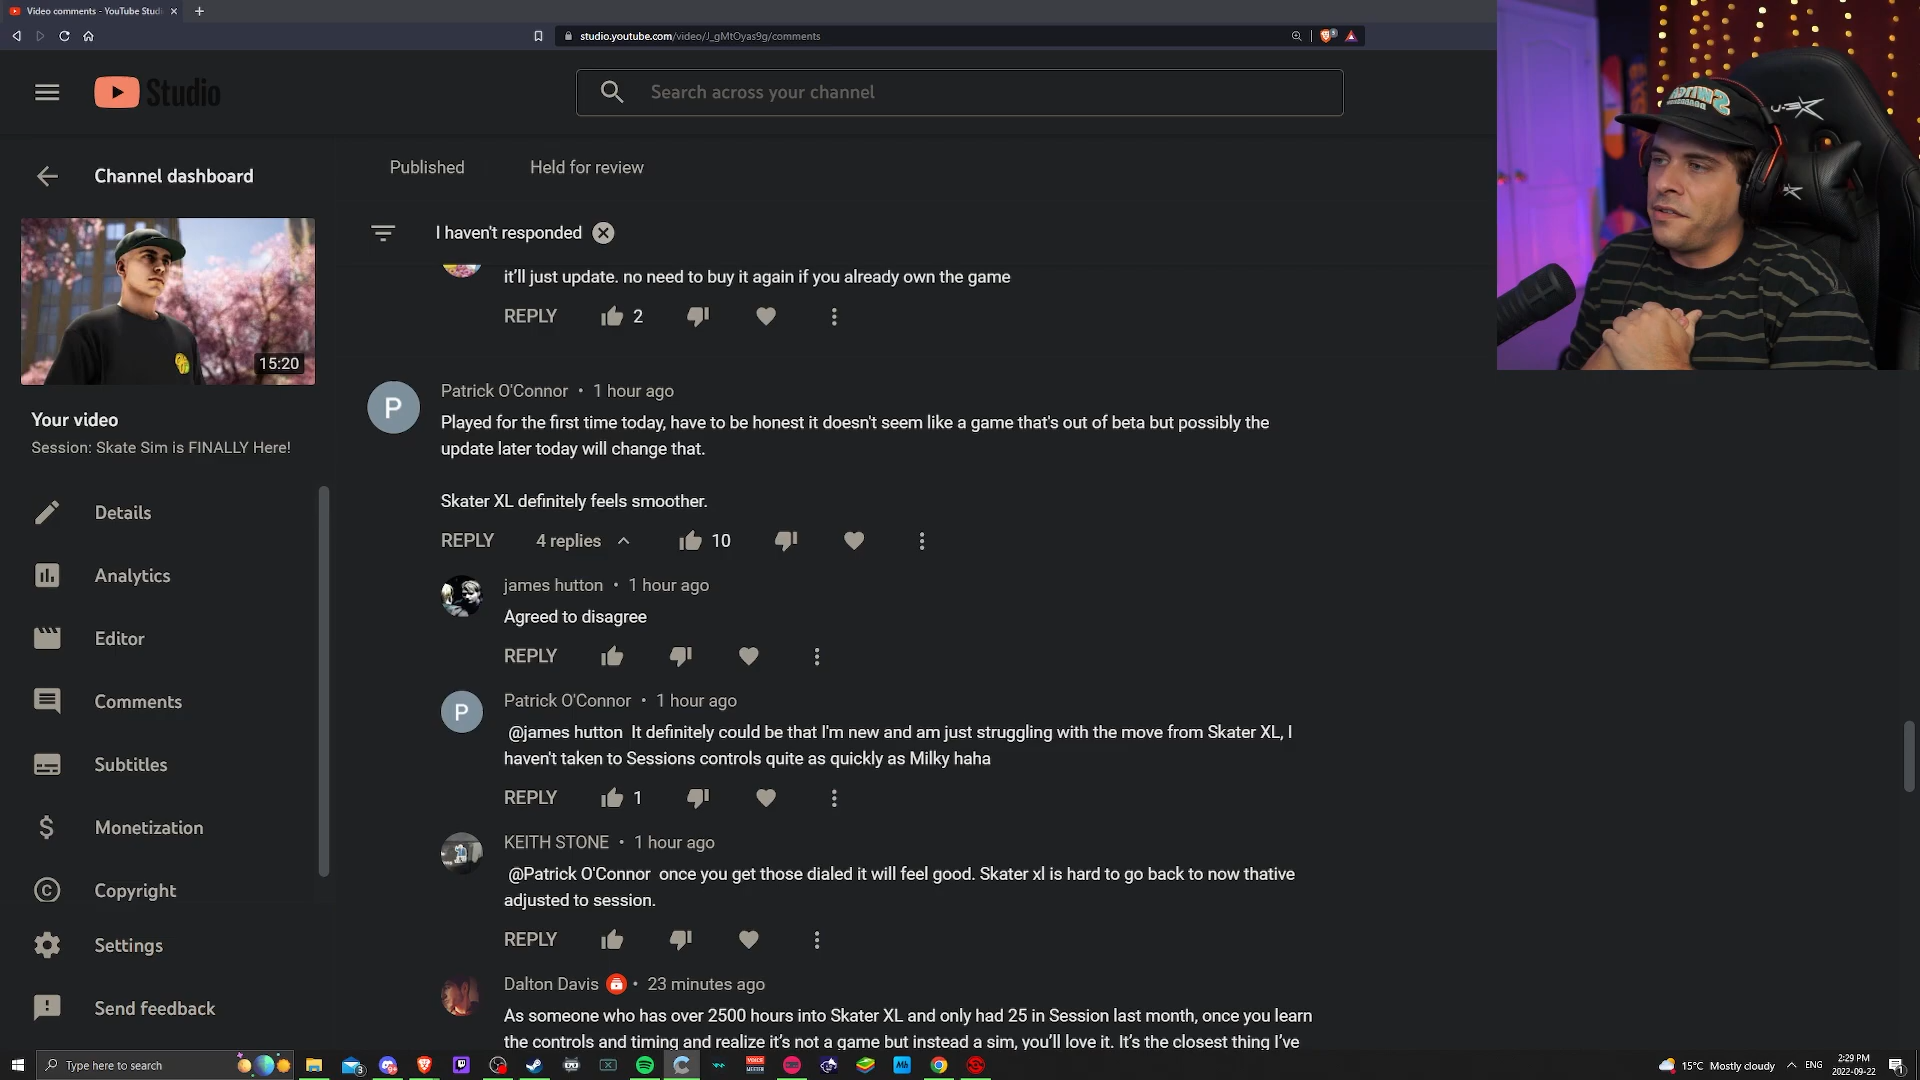 Video comments - YouTube Studi
studio.youtube.com/video/J_gMtOyas9g/comments
Studio
Search across your channel
Channel dashboard
Published
Held for review
I haven't responded
15:20
Your video
Session: Skate Sim is FINALLY Here!
Details
Analytics
Editor
Comments
Subtitles
Monetization
Copyright
Settings
Send feedback
it'll just update. no need to buy it again if you already own the game
REPLY 2
P
Patrick O'Connor • 1 hour ago
Played for the first time today, have to be honest it doesn't seem like a game that's out of beta but possibly the
update later today will change that.
Skater XL definitely feels smoother.
REPLY 4 replies 10
james hutton • 1 hour ago
Agreed to disagree
REPLY
P
Patrick O'Connor • 1 hour ago
@james hutton It definitely could be that I'm new and am just struggling with the move from Skater XL, I
haven't taken to Sessions controls quite as quickly as Milky haha
REPLY 1
KEITH STONE • 1 hour ago
@Patrick O'Connor once you get those dialed it will feel good. Skater xl is hard to go back to now thative
adjusted to session.
REPLY
Dalton Davis • 23 minutes ago
As someone who has over 2500 hours into Skater XL and only had 25 in Session last month, once you learn
the controls and timing and realize it's not a game but instead a sim, you'll love it. It's the closest thing I've
Type here to search
15°C Mostly cloudy
ENG
2:29 PM
2022-09-22